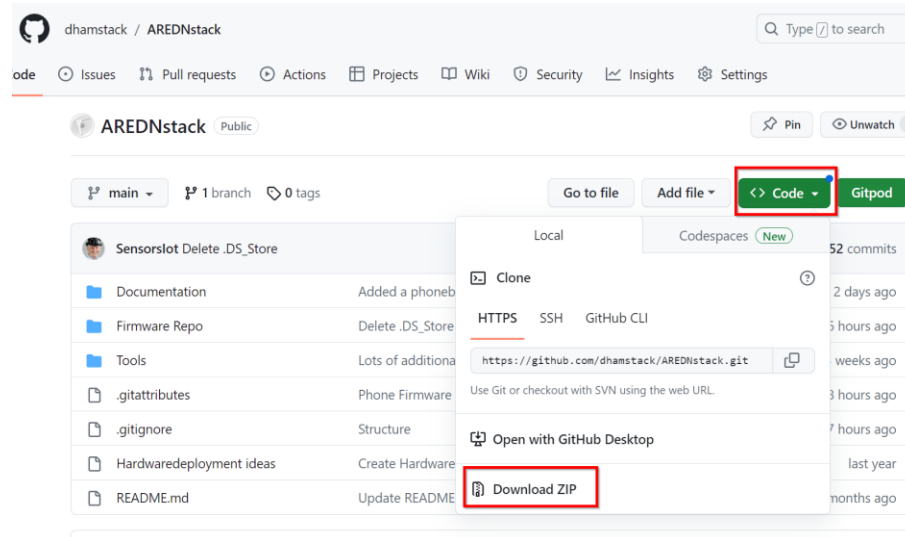 dhamstack / AREDNstack
Type / to search
ode Issues Pull requests Actions Projects Wiki Security Insights Settings
AREDNstack Public
Pin Unwatch
main 1 branch 0 tags
Go to file Add file <> Code Gitpod
Sensorslot Delete .DS_Store
52 commits
Local Codespaces New
Documentation Added a phoneb
Clone
2 days ago
HTTPS SSH GitHub CLI
Firmware Repo Delete .DS_Store
hours ago
https://github.com/dhamstack/AREDNstack.git
Tools Lots of additiona
weeks ago
Use Git or checkout with SVN using the web URL.
.gitattributes Phone Firmware
hours ago
.gitignore Structure
hours ago
Open with GitHub Desktop
Hardwaredeployment ideas Create Hardware
last year
Download ZIP
README.md Update README
months ago